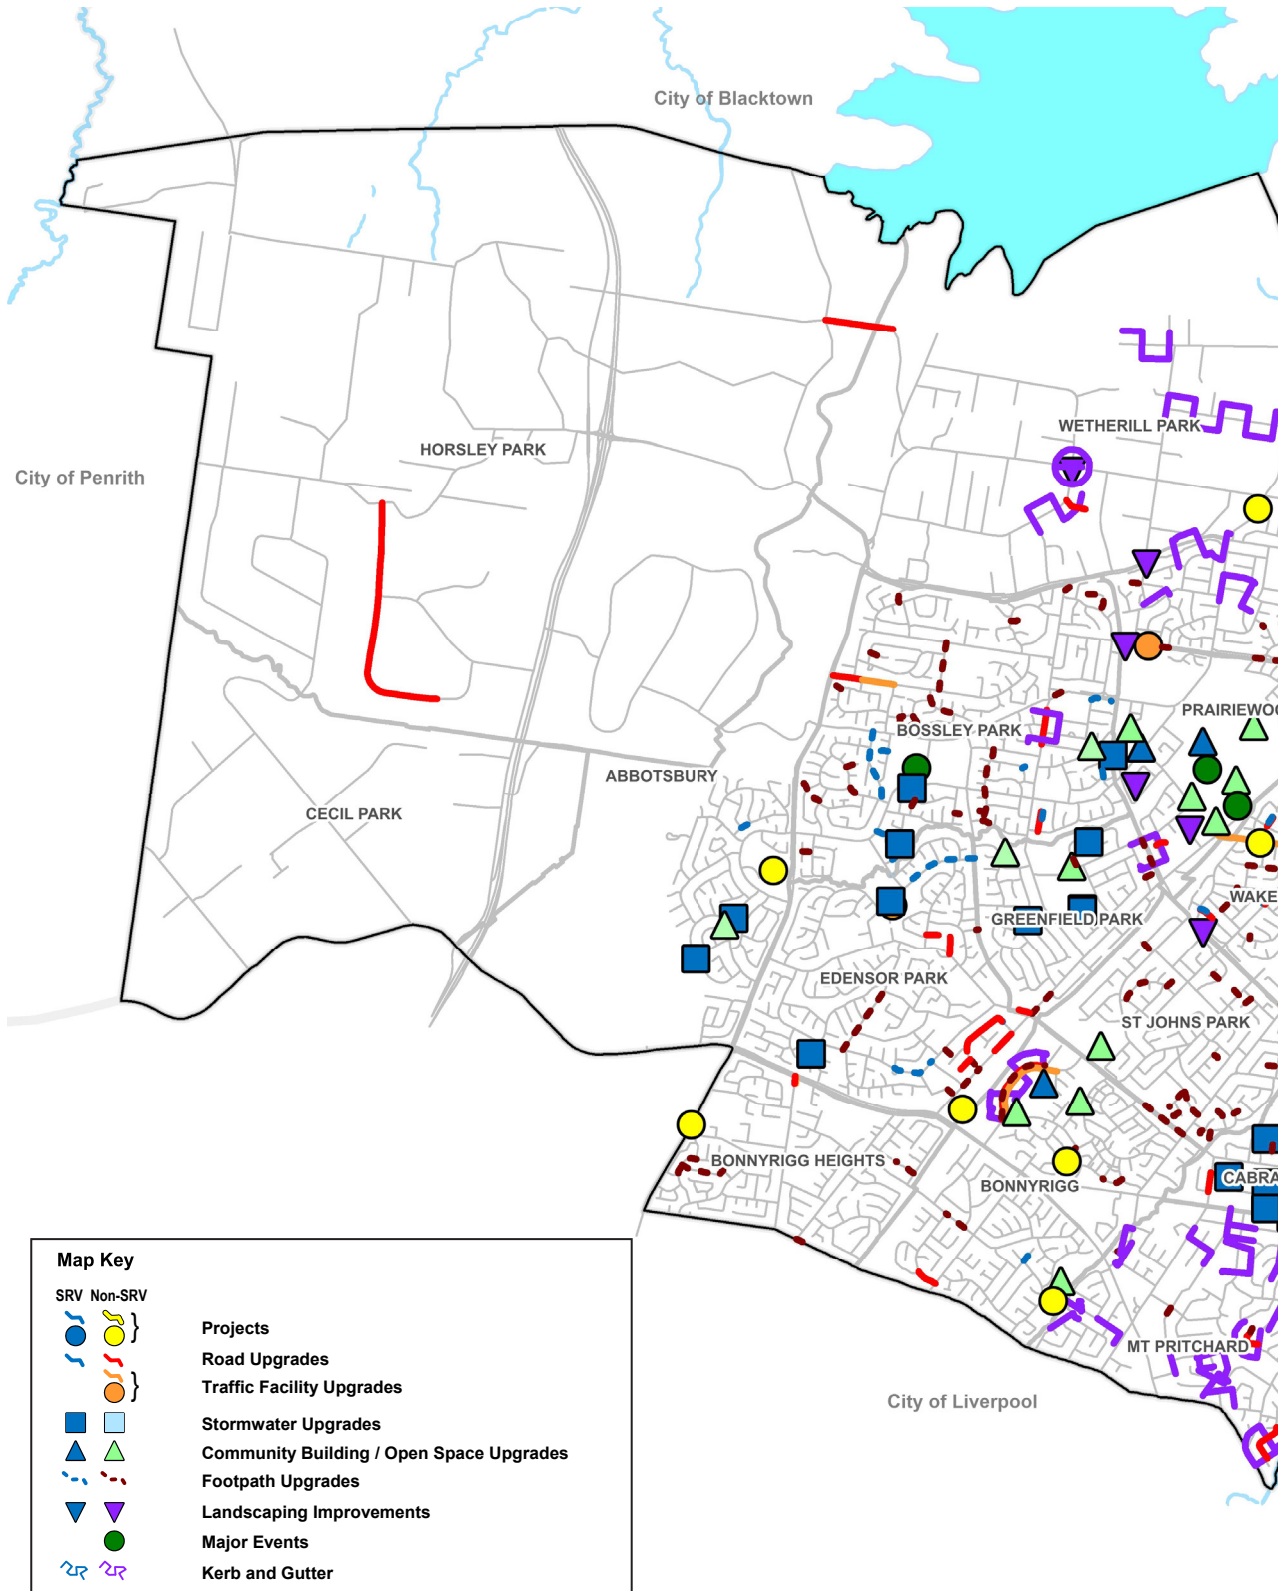 City of Blacktown
WETHERILL PARK
HORSLEY PARK
City of Penrith
PRAIRIEWOO
BOSSLEY PARK
ABBOTSBURY
CECIL PARK
WAKE
GREENFIELD PARK
EDENSOR PARK
ST JOHNS PARK
BONNYRIGG HEIGHTS
BONNYRIGG
CABRA
MT PRITCHARD
City of Liverpool
Map Key
SRV Non-SRV
Projects
Road Upgrades
Traffic Facility Upgrades
Stormwater Upgrades
Community Building / Open Space Upgrades
Footpath Upgrades
Landscaping Improvements
Major Events
Kerb and Gutter